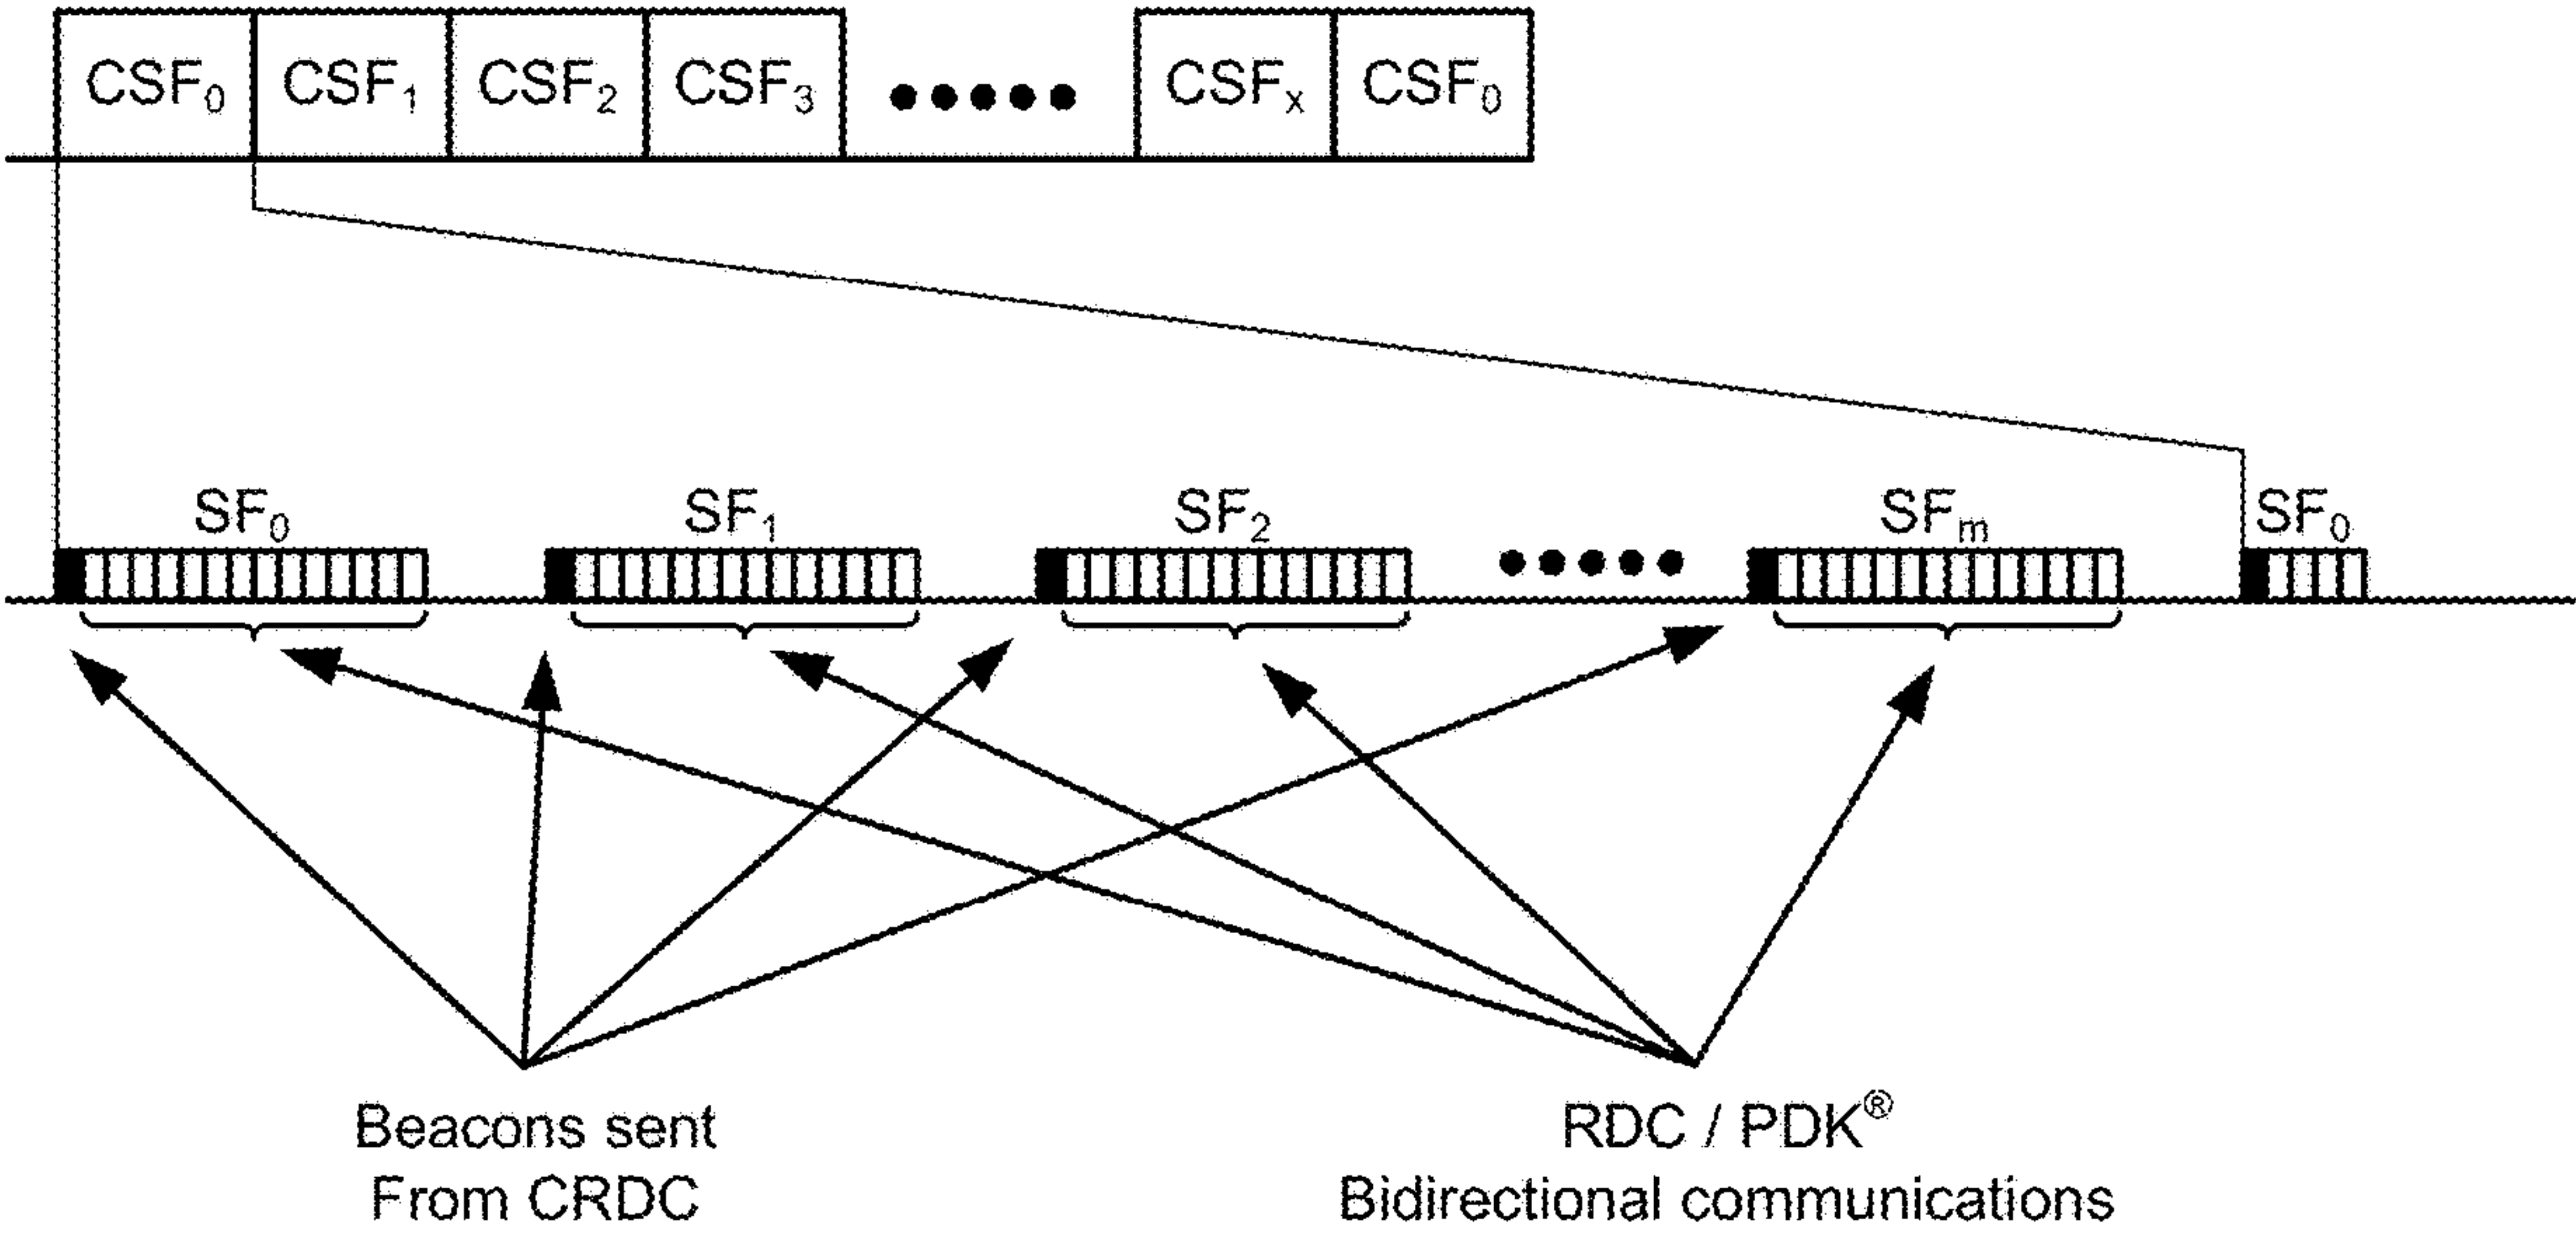 CSF₀ CSF₁ CSF₂ CSF₃ ••••• CSFₓ CSF₀
SF₀ SF₁ SF₂ ••••• SFₘ SF₀
Beacons sent
From CRDC
RDC / PDK®
Bidirectional communications